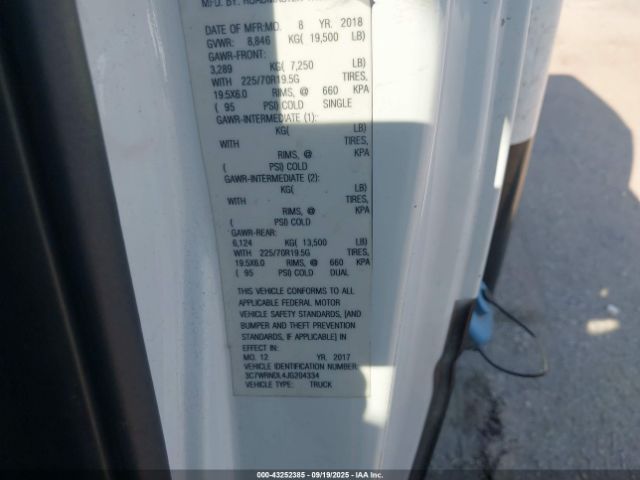 MFD. BY: ROADMASTER
DATE OF MFR:MO. 8 YR. 2018
GVWR: 8,846 KG( 19,500 LB)
GAWR-FRONT:
3,289 KG( 7,250 LB)
WITH 225/70R19.5G TIRES,
19.5X6.0 RIMS, @ 660 KPA
( 95 PSI) COLD SINGLE
GAWR-INTERMEDIATE (1):
KG( LB)
WITH TIRES,
RIMS, @ KPA
( PSI) COLD
GAWR-INTERMEDIATE (2):
KG( LB)
WITH TIRES,
RIMS, @ KPA
( PSI) COLD
GAWR-REAR:
6,124 KG( 13,500 LB)
WITH 225/70R19.5G TIRES,
19.5X6.0 RIMS, @ 660 KPA
( 95 PSI) COLD DUAL
THIS VEHICLE CONFORMS TO ALL
APPLICABLE FEDERAL MOTOR
VEHICLE SAFETY STANDARDS, [AND
BUMPER AND THEFT PREVENTION
STANDARDS, IF APPLICABLE] IN
EFFECT IN:
MO. 12 YR. 2017
VEHICLE IDENTIFICATION NUMBER:
3C7WRNDL4JG204334
VEHICLE TYPE: TRUCK
000-43252385 - 09/19/2025 - IAAI.COM